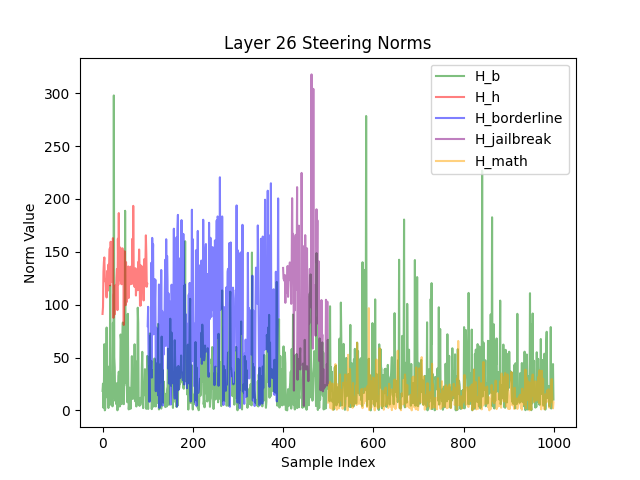 Layer 26 Steering Norms
H_b
H_h
H_borderline
H_jailbreak
H_math
Norm Value
300
250
200
150
100
50
0
0
200
400
600
800
1000
Sample Index